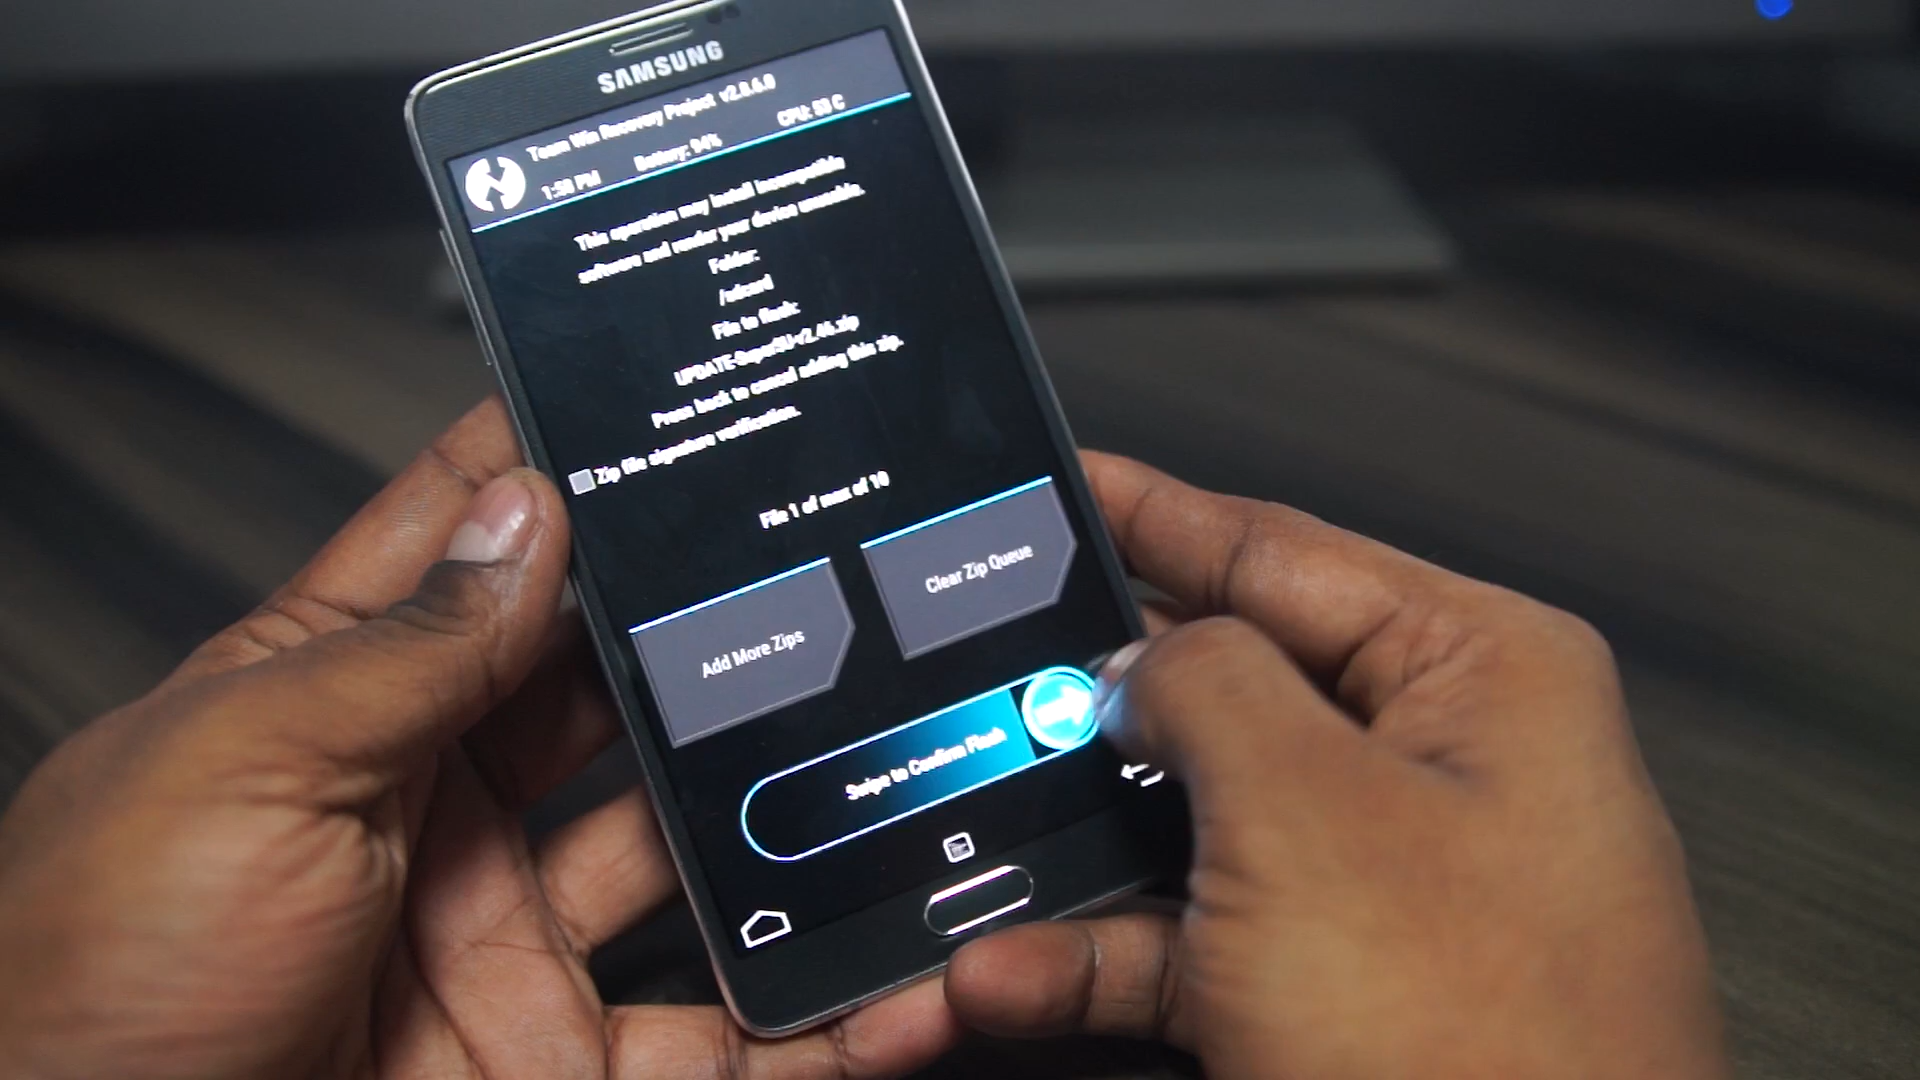 SAMSUNG
Team Win Recovery Project v2.8.6.0
1:58 PM Battery: 94% CPU: 53 C
This operation may install incompatible
software and render your device unusable.
Folder:
/sdcard
File to flash:
UPDATE-SuperSU-v2.46.zip
Press back to cancel adding this zip.
Zip file signature verification.
File 1 of max of 10
Add More Zips
Clear Zip Queue
Swipe to Confirm Flash